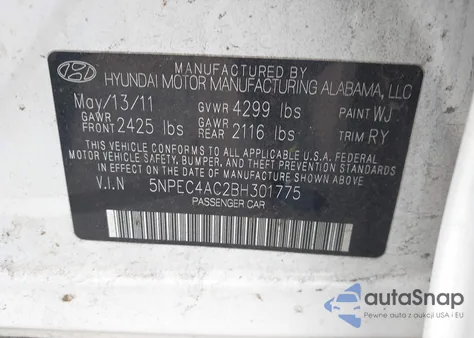 MANUFACTURED BY
HYUNDAI MOTOR MANUFACTURING ALABAMA, LLC
May/13/11 GVWR 4299 lbs PAINT WJ
GAWR FRONT 2425 lbs GAWR REAR 2116 lbs TRIM RY
THIS VEHICLE CONFORMS TO ALL APPLICABLE U.S.A FEDERAL
MOTOR VEHICLE SAFETY, BUMPER, AND THEFT PREVENTION
STANDARDS IN EFFECT ON THE DATE OF MANUFACTURE SHOWN ABOVE.
V.I.N 5NPEC4AC2BH301775
PASSENGER CAR
autoSnap
Pewne auta z dostawą z USA i EU